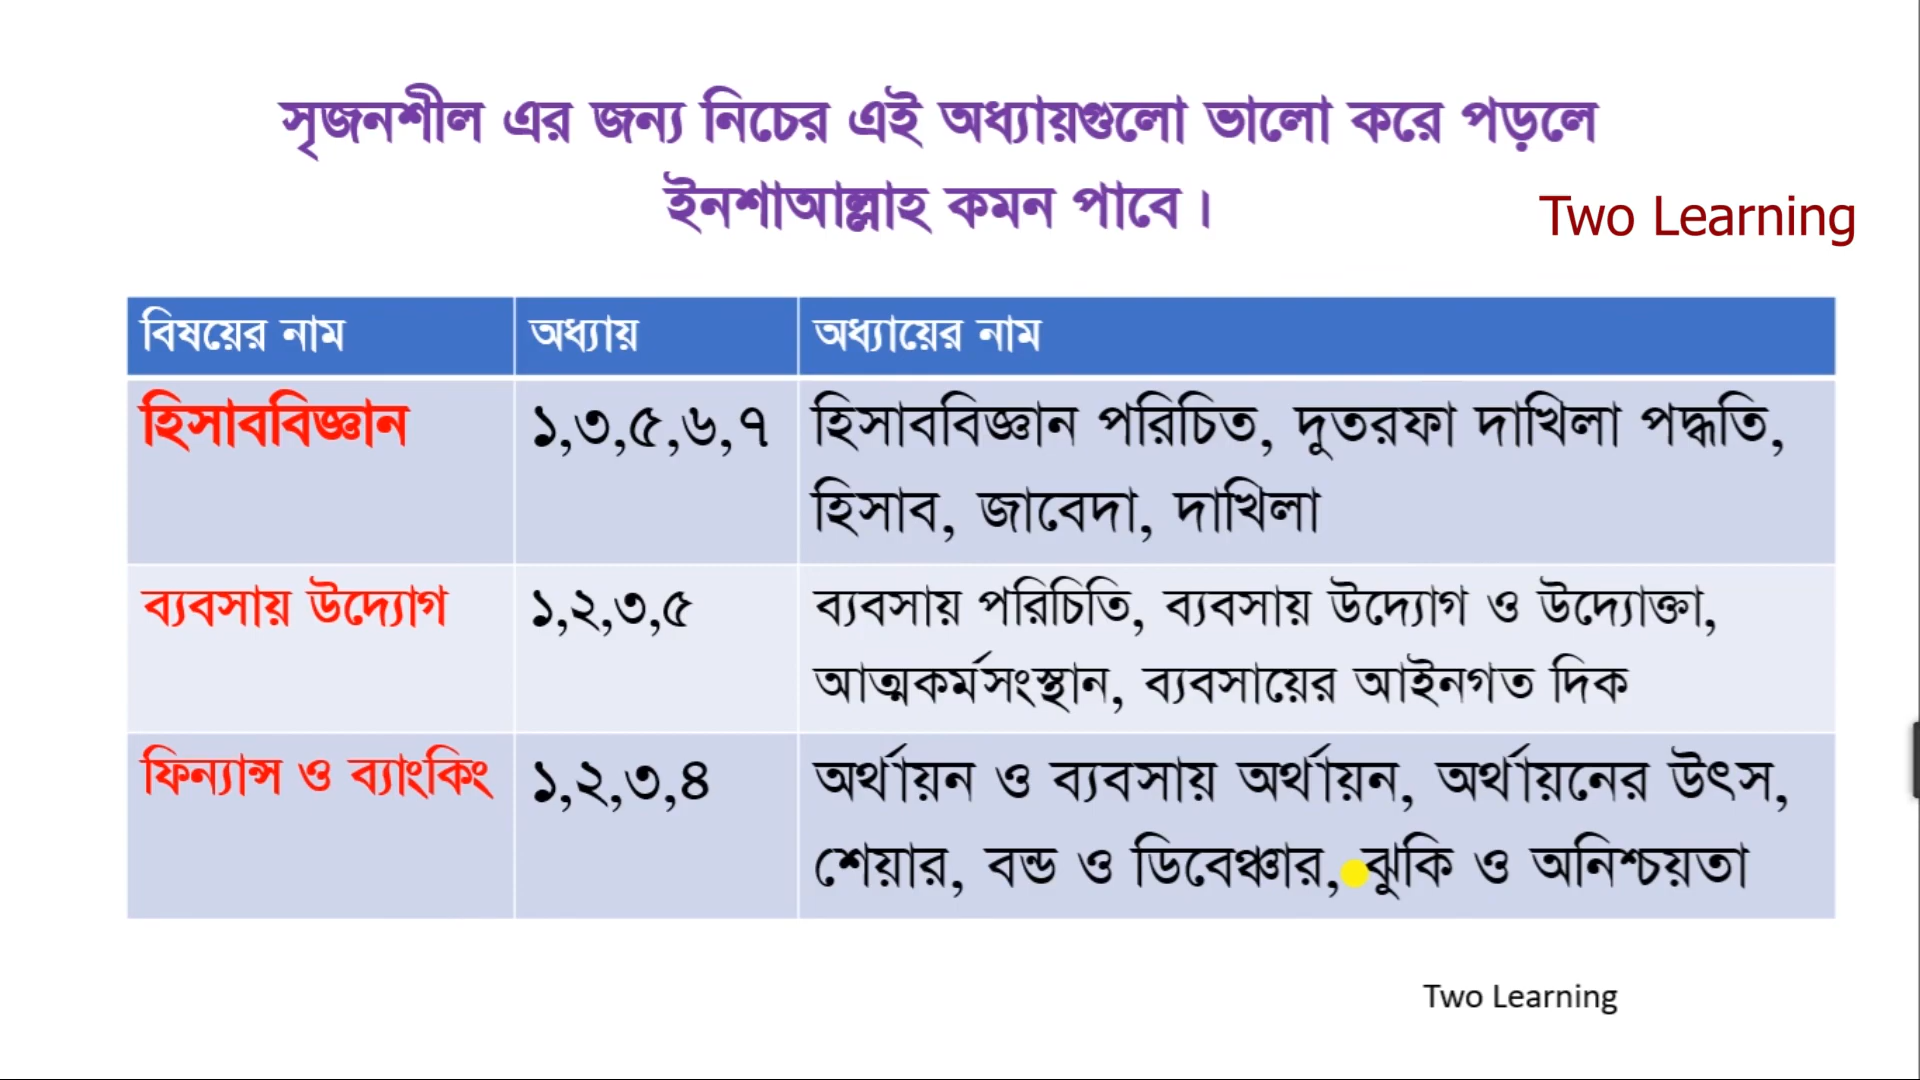 সৃজনশীল এর জন্য নিচের এই অধ্যায়গুলো ভালো করে পড়লে
ইনশাআল্লাহ কমন পাবে।
Two Learning
বিষয়ের নাম অধ্যায় অধ্যায়ের নাম
হিসাববিজ্ঞান ১,৩,৫,৬,৭ হিসাববিজ্ঞান পরিচিত, দুতরফা দাখিলা পদ্ধতি,
হিসাব, জাবেদা, দাখিলা
ব্যবসায় উদ্যোগ ১,২,৩,৫ ব্যবসায় পরিচিতি, ব্যবসায় উদ্যোগ ও উদ্যোক্তা,
আত্মকর্মসংস্থান, ব্যবসায়ের আইনগত দিক
ফিন্যান্স ও ব্যাংকিং ১,২,৩,৪ অর্থায়ন ও ব্যবসায় অর্থায়ন, অর্থায়নের উৎস,
শেয়ার, বন্ড ও ডিবেঞ্চার, ঝুকি ও অনিশ্চয়তা
Two Learning